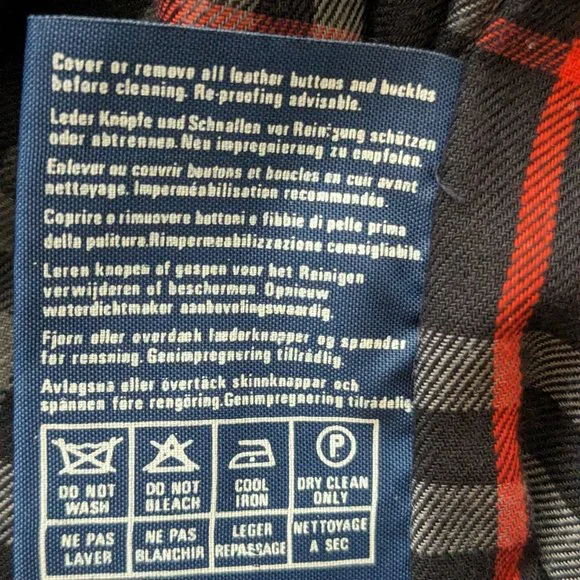 Cover or remove all leather buttons and buckles
before cleaning. Re-proofing advisable.
Leder Knöpfe und Schnallen vor Reinigung schützen
oder abtrennen. Neu impregnierung zu empfolen.
Enlever ou couvrir boutons et boucles en cuir avant
nettoyage. Imperméabilisation recommandée.
Coprire o rimuovere bottoni e fibbie di pelle prima
della pulitura. Rimpermeabilizzazione comsigliabile
Leren knopen of gespen voor het Reinigen
verwijderen of beschermen. Opnieuw
waterdichtmaker aanbevolingswaardig
Fjern eller overdæk læderknapper og spænder
før rensning. Genimpregnering tilrådelig
Avlagsna eller övertäck skinnknappar och
spännen före rengöring. Genimpregnering tilrådelig
P
DO NOT WASH
DO NOT BLEACH
COOL IRON
DRY CLEAN ONLY
NE PAS LAVER
NE PAS BLANCHIR
LEGER REPASSAGE
NETTOYAGE A SEC